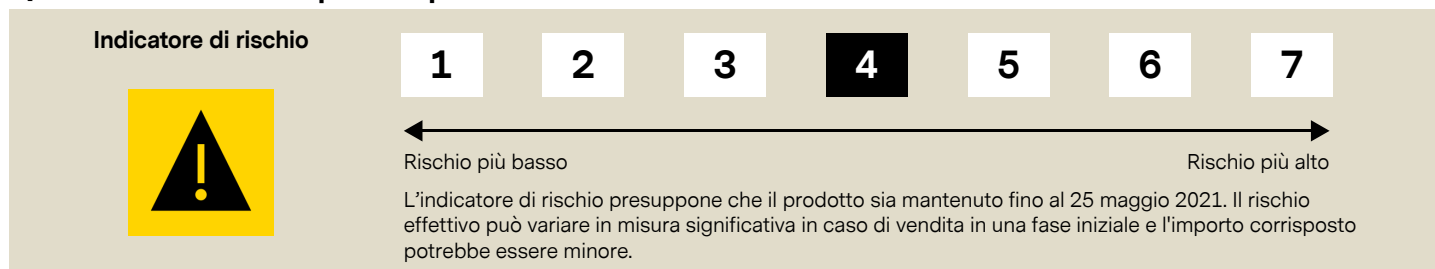 Indicatore di rischio
1 2 3 4 5 6 7
Rischio più basso Rischio più alto
L'indicatore di rischio presuppone che il prodotto sia mantenuto fino al 25 maggio 2021. Il rischio
effettivo può variare in misura significativa in caso di vendita in una fase iniziale e l'importo corrisposto
potrebbe essere minore.